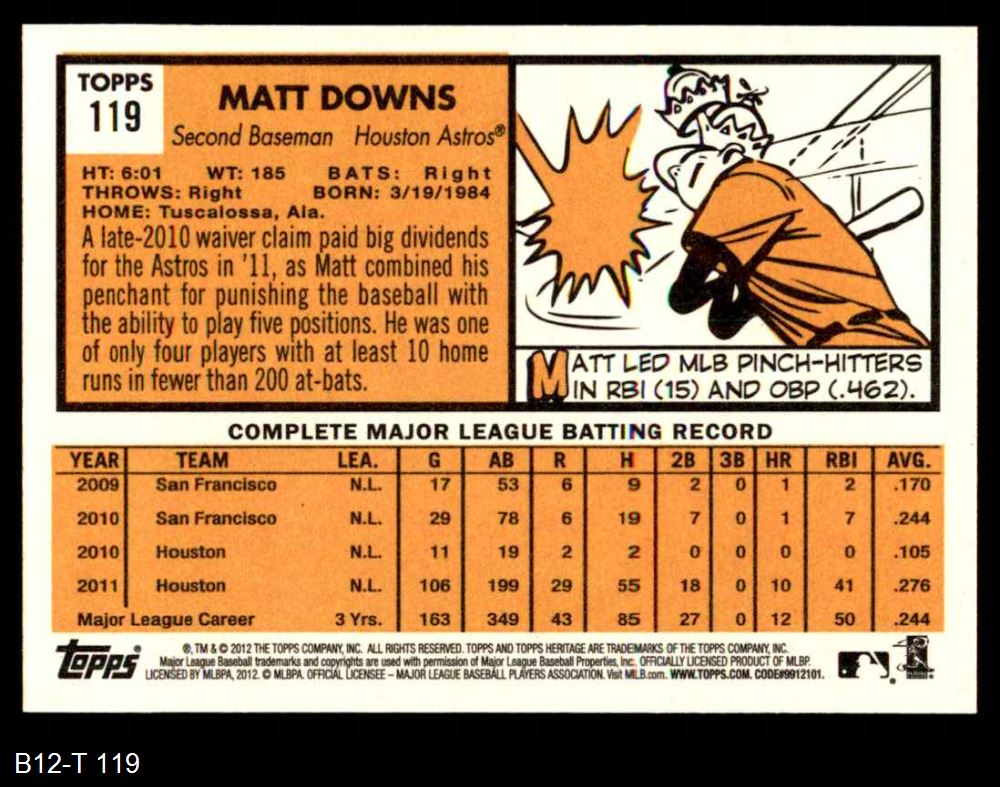 TOPPS
119
MATT DOWNS
Second Baseman Houston Astros®
HT: 6:01 WT: 185 BATS: Right
THROWS: Right BORN: 3/19/1984
HOME: Tuscalossa, Ala.
A late-2010 waiver claim paid big dividends
for the Astros in '11, as Matt combined his
penchant for punishing the baseball with
the ability to play five positions. He was one
of only four players with at least 10 home
runs in fewer than 200 at-bats.
MATT LED MLB PINCH-HITTERS
IN RBI (15) AND OBP (.462).
COMPLETE MAJOR LEAGUE BATTING RECORD
YEAR TEAM LEA. G AB R H 2B 3B HR RBI AVG.
2009 San Francisco N.L. 17 53 6 9 2 0 1 2 .170
2010 San Francisco N.L. 29 78 6 19 7 0 1 7 .244
2010 Houston N.L. 11 19 2 2 0 0 0 0 .105
2011 Houston N.L. 106 199 29 55 18 0 10 41 .276
Major League Career 3 Yrs. 163 349 43 85 27 0 12 50 .244
Topps®
®, TM & © 2012 THE TOPPS COMPANY, INC. ALL RIGHTS RESERVED. TOPPS AND TOPPS HERITAGE ARE TRADEMARKS OF THE TOPPS COMPANY, INC.
Major League Baseball trademarks and copyrights are used with permission of Major League Baseball Properties, Inc. OFFICIALLY LICENSED PRODUCT OF MLBP.
LICENSED BY MLBPA, 2012. © MLBPA. OFFICIAL LICENSEE – MAJOR LEAGUE BASEBALL PLAYERS ASSOCIATION. Visit MLB.com. WWW.TOPPS.COM. CODE#9912101.
B12-T 119